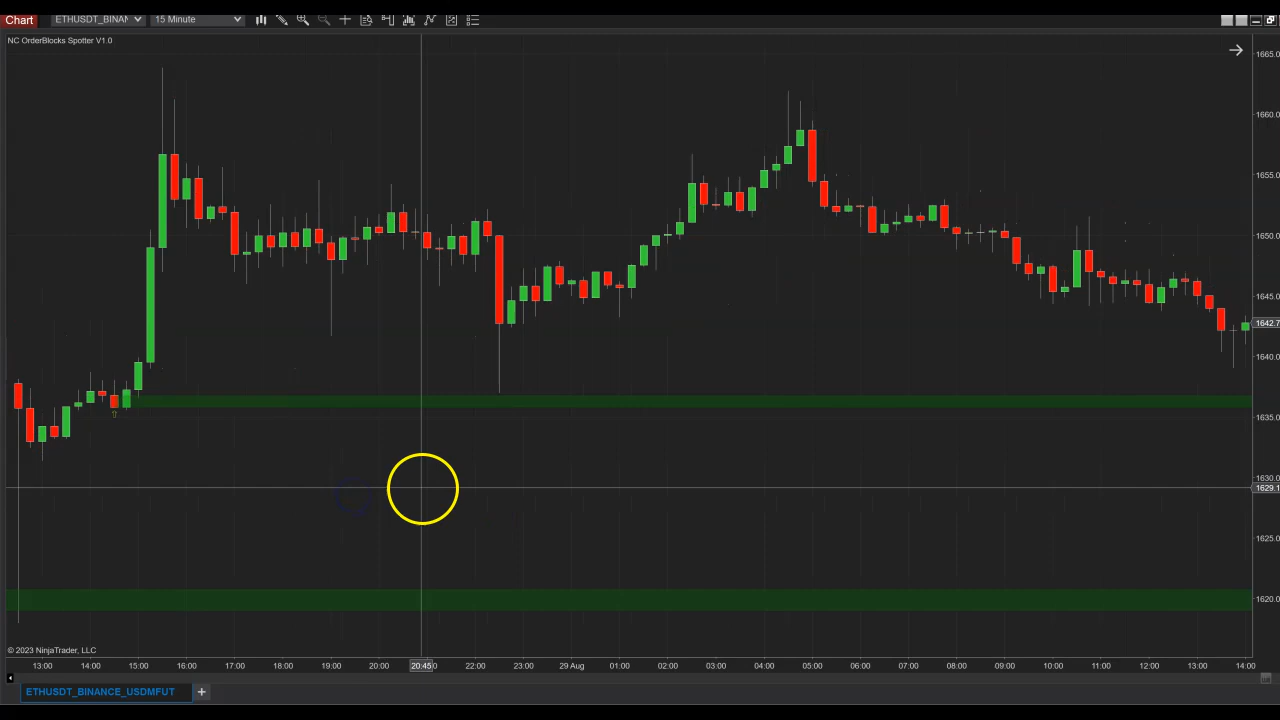 Chart ETHUSDT_BINAN 15 Minute
NC OrderBlocks Spotter V1.0
1665.0
1660.0
1655.0
1650.0
1645.0
1642.7
1640.0
1635.0
1630.0
1629.1
1625.0
1620.0
© 2023 NinjaTrader, LLC
13:00 14:00 15:00 16:00 17:00 18:00 19:00 20:00 20:45 22:00 23:00 29 Aug 01:00 02:00 03:00 04:00 05:00 06:00 07:00 08:00 09:00 10:00 11:00 12:00 13:00 14:00
ETHUSDT_BINANCE_USDMFUT +